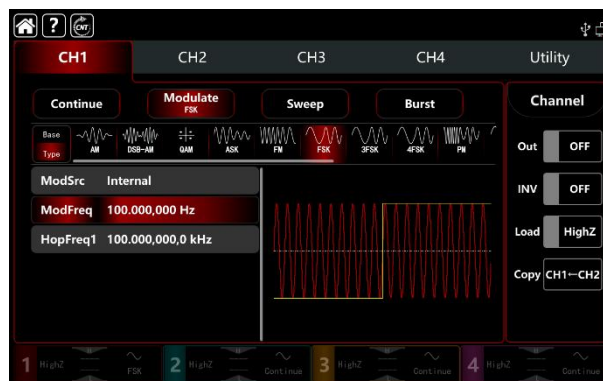 ? CNT
CH1 CH2 CH3 CH4 Utility
Continue Modulate FSK Sweep Burst Channel
Base Type AM DSB-AM QAM ASK FM FSK 3FSK 4FSK PM
Out OFF
ModSrc Internal
INV OFF
ModFreq 100.000,000 Hz
Load HighZ
HopFreq1 100.000,000,0 kHz
Copy CH1←CH2
1 HighZ FSK 2 HighZ Continue 3 HighZ Continue 4 HighZ Continue